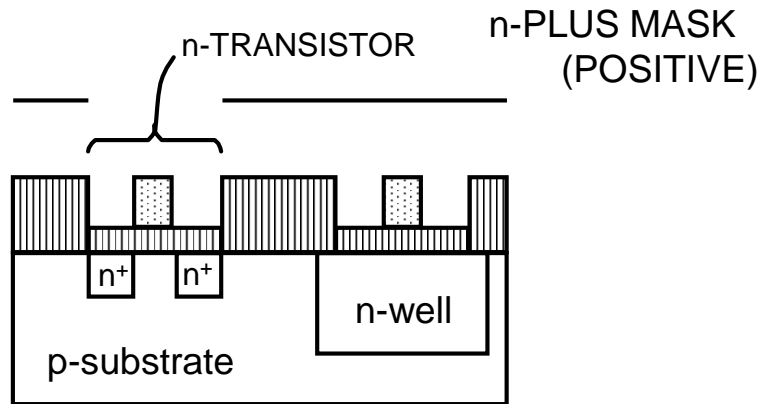 n-PLUS MASK
(POSITIVE)
n-TRANSISTOR
n+ n+
n-well
p-substrate